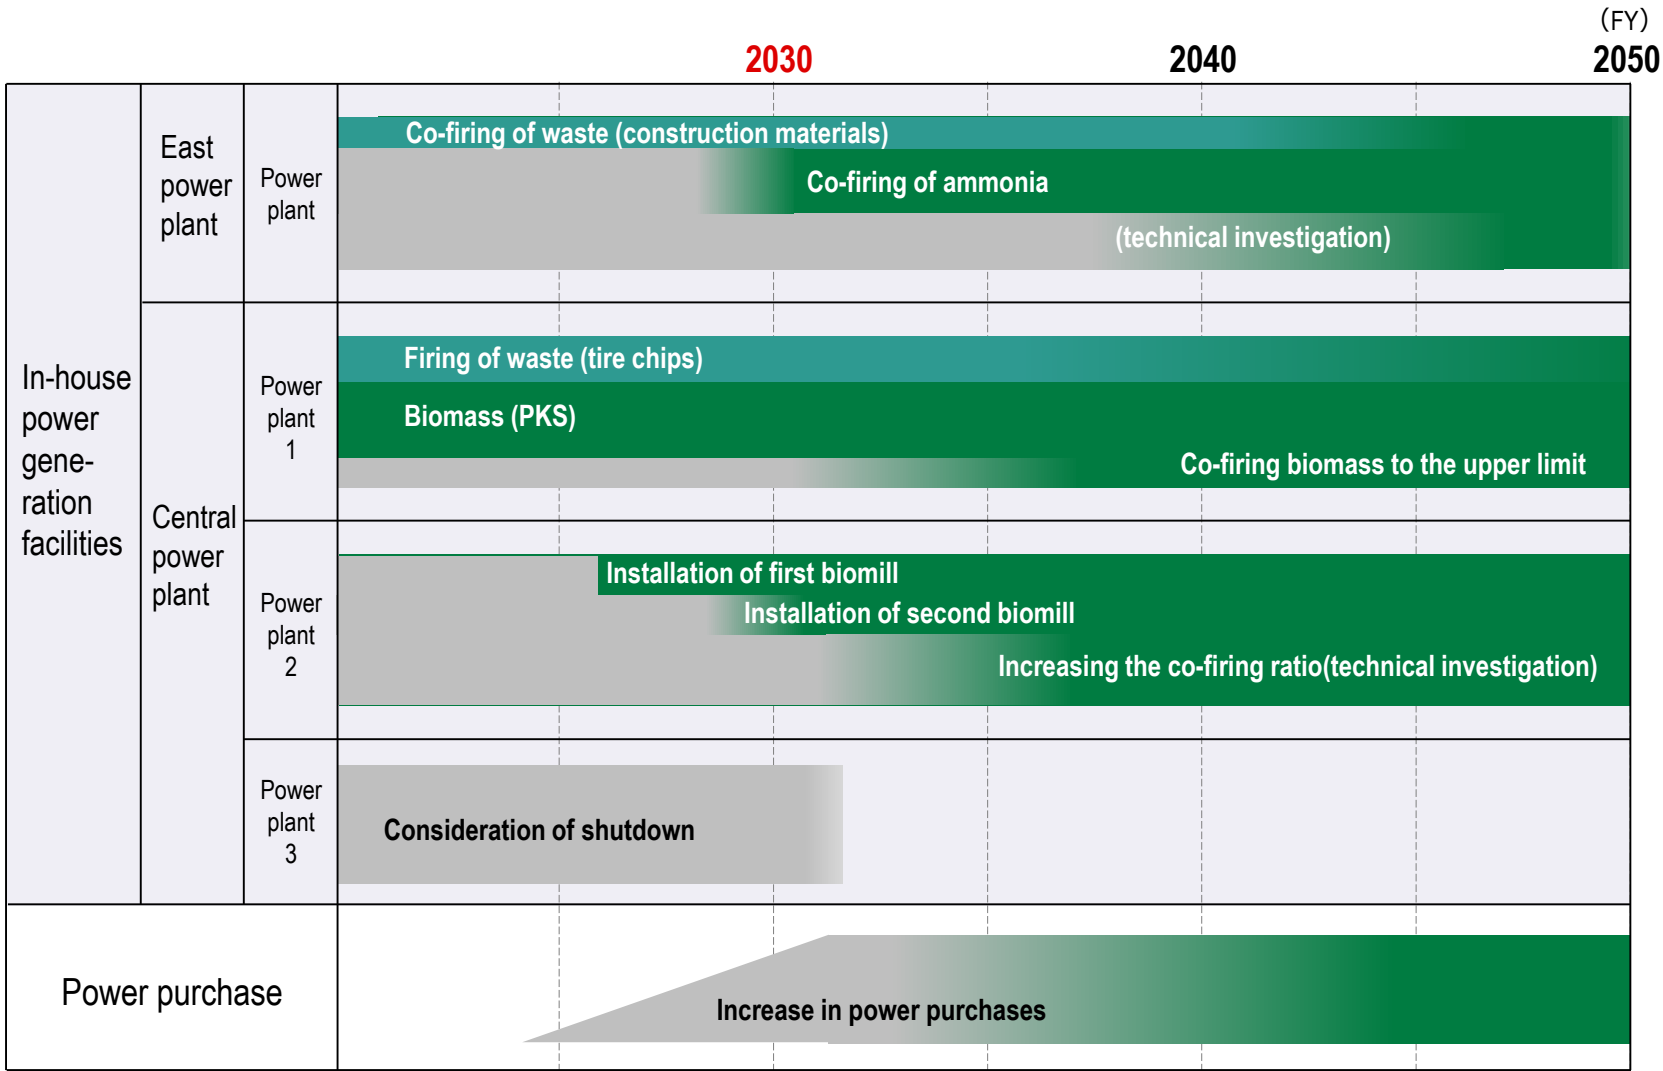 （FY）
2030
2040
2050
In-house
power
gene-
ration
facilities
East
power
plant
Power
plant
Co-firing of waste (construction materials)
Co-firing of ammonia
(technical investigation)
Central
power
plant
Power
plant
1
Firing of waste (tire chips)
Biomass (PKS)
Co-firing biomass to the upper limit
Power
plant
2
Installation of first biomill
Installation of second biomill
Increasing the co-firing ratio(technical investigation)
Power
plant
3
Consideration of shutdown
Power purchase
Increase in power purchases